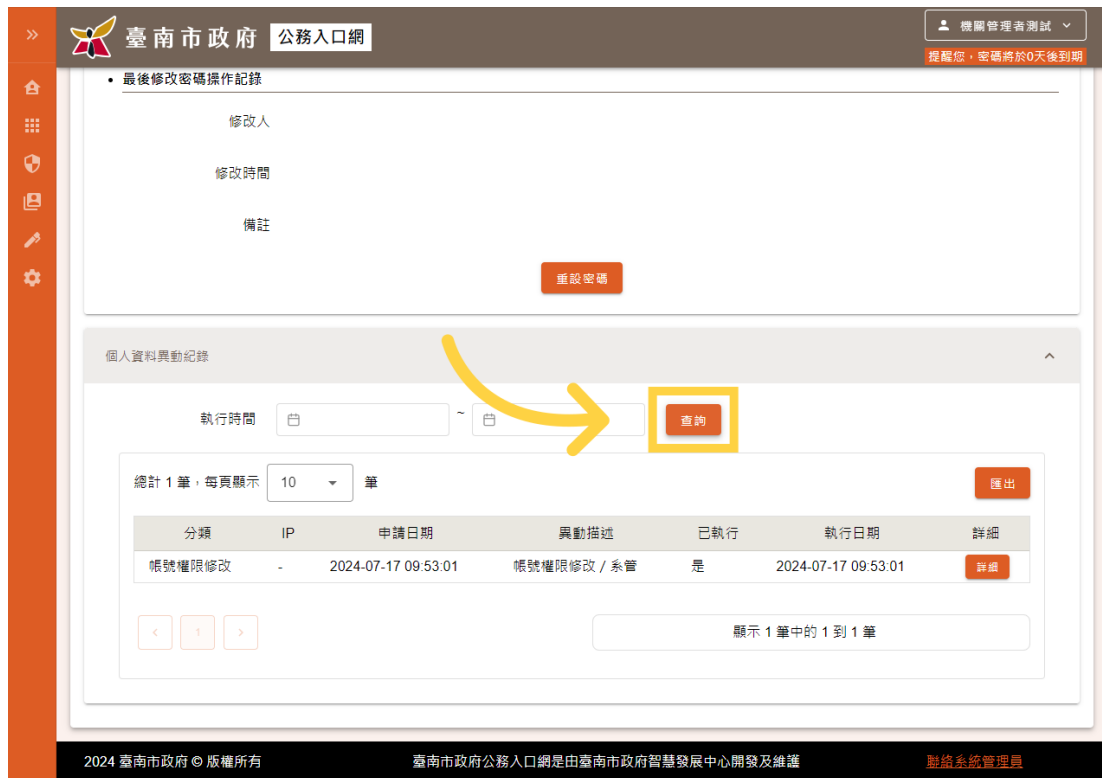 臺南市政府 公務入口網
機關管理者測試
提醒您，密碼將於0天後到期
最後修改密碼操作記錄
修改人
修改時間
備註
重設密碼
個人資料異動紀錄
執行時間 ~ 查詢
總計 1 筆，每頁顯示 10 筆
匯出
分類 IP 申請日期 異動描述 已執行 執行日期 詳細
帳號權限修改 - 2024-07-17 09:53:01 帳號權限修改 / 系管 是 2024-07-17 09:53:01 詳細
< 1 >
顯示 1 筆中的 1 到 1 筆
2024 臺南市政府 © 版權所有 臺南市政府公務入口網是由臺南市政府智慧發展中心開發及維護 聯絡系統管理員